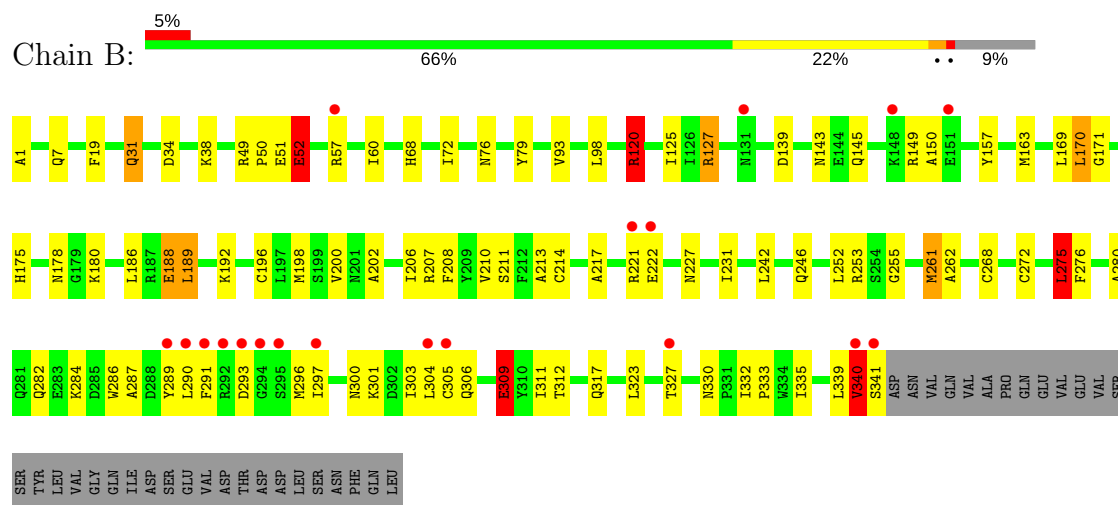 5%
Chain B:
66% 22% • • 9%
A1 Q7 F19 Q31 D34 K38 R49 P50 E51 E52 R57 I60 H68 I72 N76 Y79 V93 L98 R120 I125 I126 R127 N131 D139 N143 E144 Q145 K148 R149 A150 E151 Y157 M163 L169 L170 G171
H175 N178 G179 K180 L186 R187 E188 L189 K192 C196 L197 M198 S199 V200 N201 A202 I206 R207 F208 Y209 V210 S211 F212 A213 C214 A217 R221 E222 N227 I231 L242 Q246 L252 R253 S254 G255 M261 A262 C268 C272 L275 F276 A280
Q281 Q282 E283 K284 D285 W286 A287 D288 Y289 L290 F291 R292 D293 G294 S295 M296 I297 N300 K301 D302 I303 L304 C305 Q306 E309 Y310 I311 T312 Q317 L323 T327 N330 P331 I332 P333 W334 I335 L339 V340 S341 ASP ASN VAL GLN VAL ALA PRO GLN GLU VAL GLU VAL SER
SER TYR LEU VAL GLY GLN ILE ASP SER GLU VAL ASP THR ASP ASP LEU SER ASN PHE GLN LEU